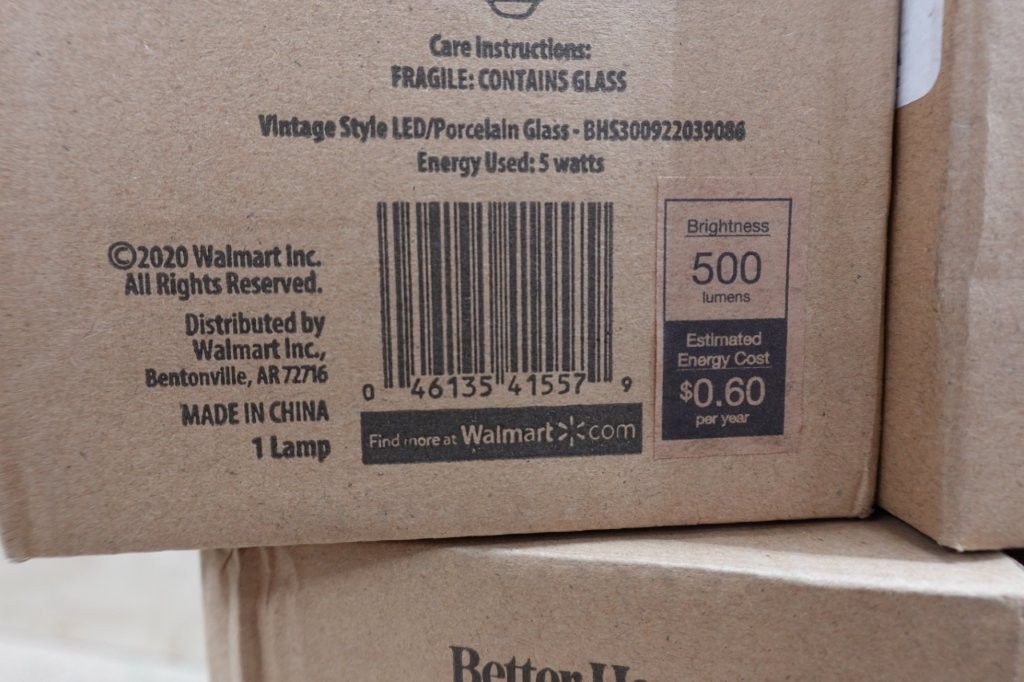 Care Instructions:
FRAGILE: CONTAINS GLASS
Vintage Style LED/Porcelain Glass - BHS300922039086
Energy Used: 5 watts
©2020 Walmart Inc.
All Rights Reserved.
Distributed by
Walmart Inc.,
Bentonville, AR 72716
MADE IN CHINA
1 Lamp
0 46135 41557 9
Find more at Walmart.com
Brightness
500
lumens
Estimated
Energy Cost
$0.60
per year
Better